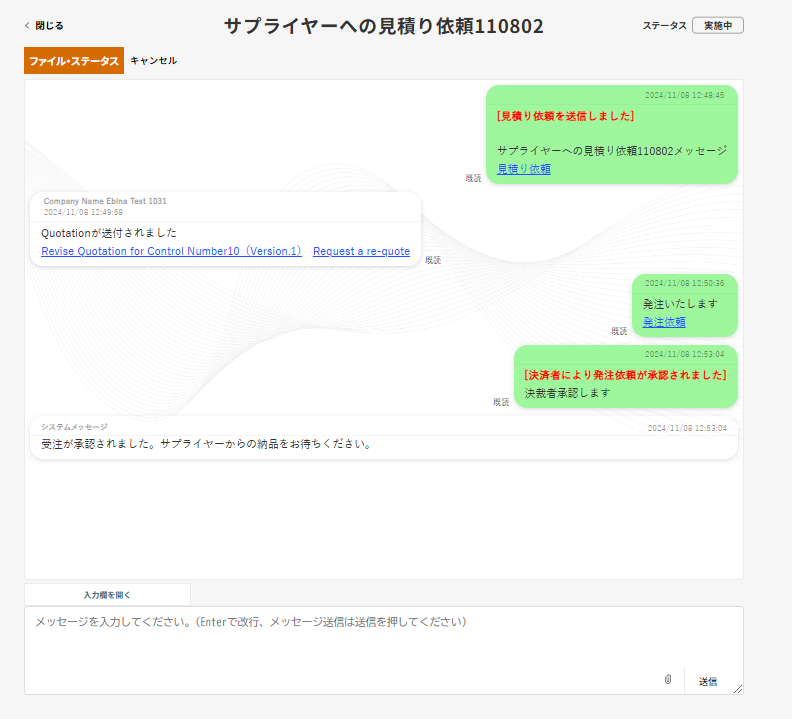 閉じる
サプライヤーへの見積り依頼110802
ステータス 実施中
ファイル・ステータス キャンセル
2024/11/08 12:48:45
[見積り依頼を送信しました]
サプライヤーへの見積り依頼110802メッセージ
見積り依頼
既読
Company Name Ebina Test 1031
2024/11/08 12:49:58
Quotationが送付されました
Revise Quotation for Control Number10（Version.1） Request a re-quote
既読
2024/11/08 12:50:36
発注いたします
発注依頼
既読
2024/11/08 12:53:04
[決済者により発注依頼が承認されました]
決裁者承認します
既読
システムメッセージ
2024/11/08 12:53:04
受注が承認されました。サプライヤーからの納品をお待ちください。
入力欄を開く
メッセージを入力してください。（Enterで改行、メッセージ送信は送信を押してください）
送信